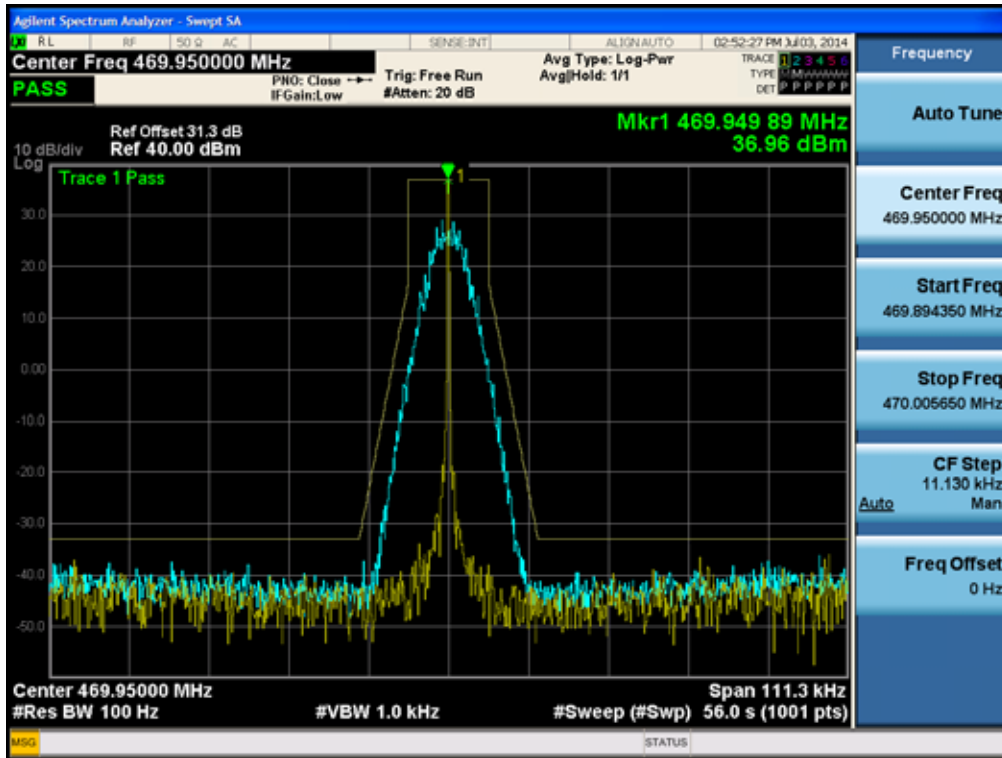 Agilent Spectrum Analyzer - Swept SA
RL RF 50 Ω AC SENSE:INT ALIGN AUTO 02:52:27 PM Jul 03, 2014
Center Freq 469.950000 MHz
PASS
PNO: Close
IFGain:Low
Trig: Free Run
#Atten: 20 dB
Avg Type: Log-Pwr
Avg|Hold: 1/1
TRACE 1 2 3 4 5 6
TYPE
DET P P P P P P
Ref Offset 31.3 dB
10 dB/div Ref 40.00 dBm
Log
Mkr1 469.949 89 MHz
36.96 dBm
Trace 1 Pass
1
30.0
20.0
10.0
0.00
-10.0
-20.0
-30.0
-40.0
-50.0
Center 469.95000 MHz Span 111.3 kHz
#Res BW 100 Hz #VBW 1.0 kHz #Sweep (#Swp) 56.0 s (1001 pts)
MSG STATUS
Frequency
Auto Tune
Center Freq
469.950000 MHz
Start Freq
469.894350 MHz
Stop Freq
470.005650 MHz
CF Step
11.130 kHz
Auto Man
Freq Offset
0 Hz